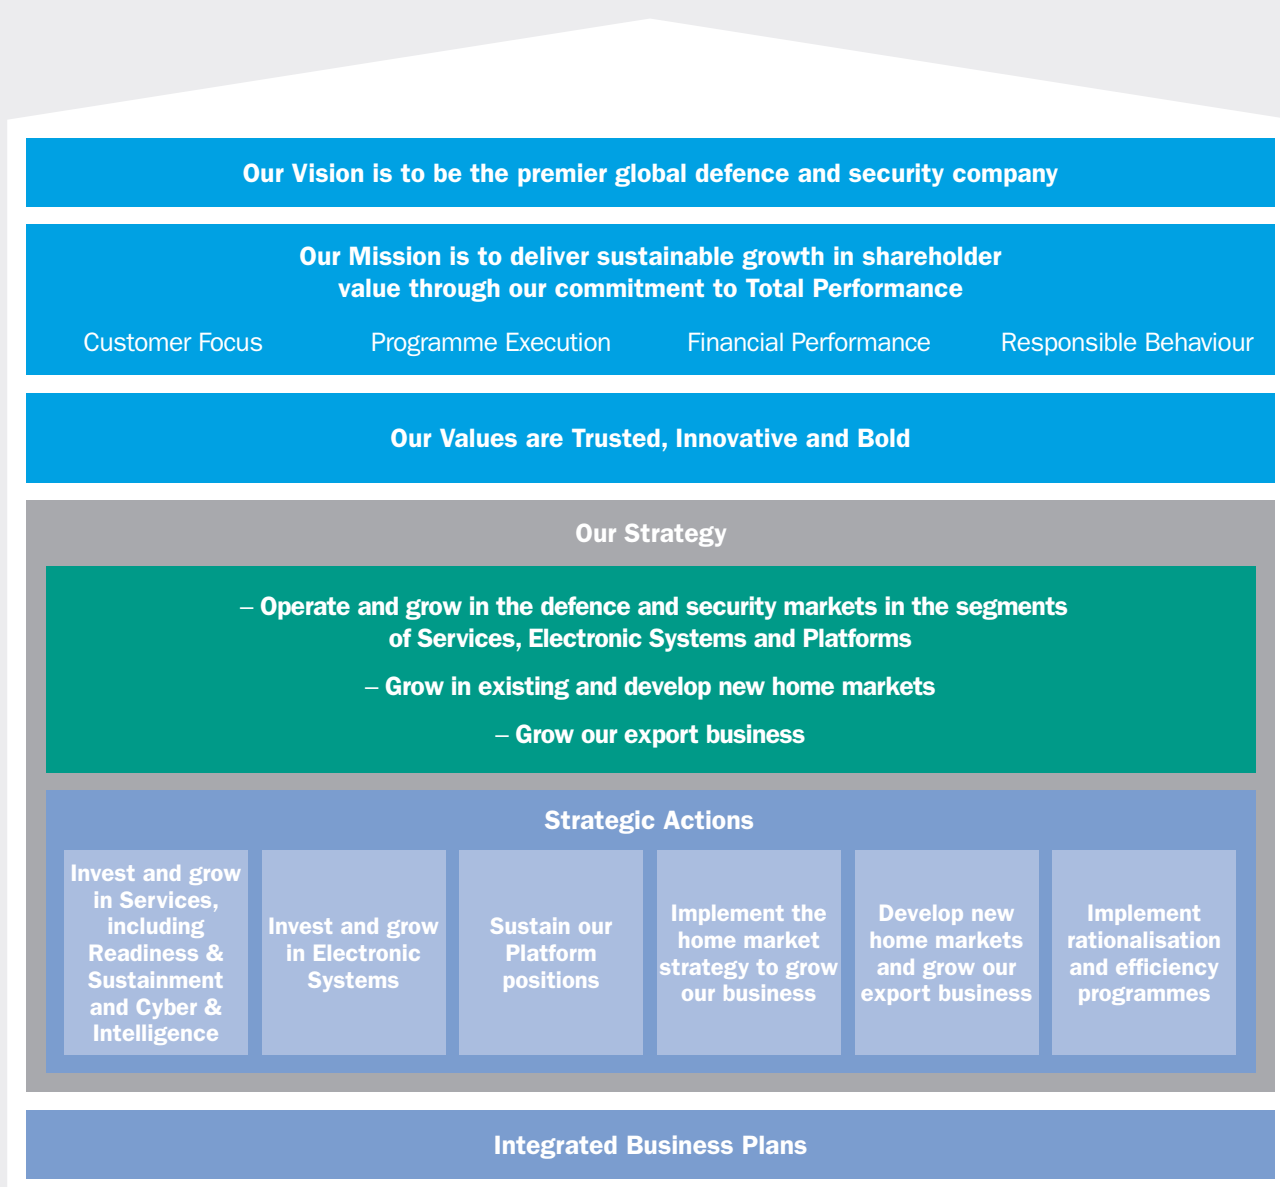 Our Vision is to be the premier global defence and security company
Our Mission is to deliver sustainable growth in shareholder
value through our commitment to Total Performance
Customer Focus
Programme Execution
Financial Performance
Responsible Behaviour
Our Values are Trusted, Innovative and Bold
Our Strategy
– Operate and grow in the defence and security markets in the segments
of Services, Electronic Systems and Platforms
– Grow in existing and develop new home markets
– Grow our export business
Strategic Actions
Invest and grow
in Services,
including
Readiness &
Sustainment
and Cyber &
Intelligence
Invest and grow
in Electronic
Systems
Sustain our
Platform
positions
Implement the
home market
strategy to grow
our business
Develop new
home markets
and grow our
export business
Implement
rationalisation
and efficiency
programmes
Integrated Business Plans